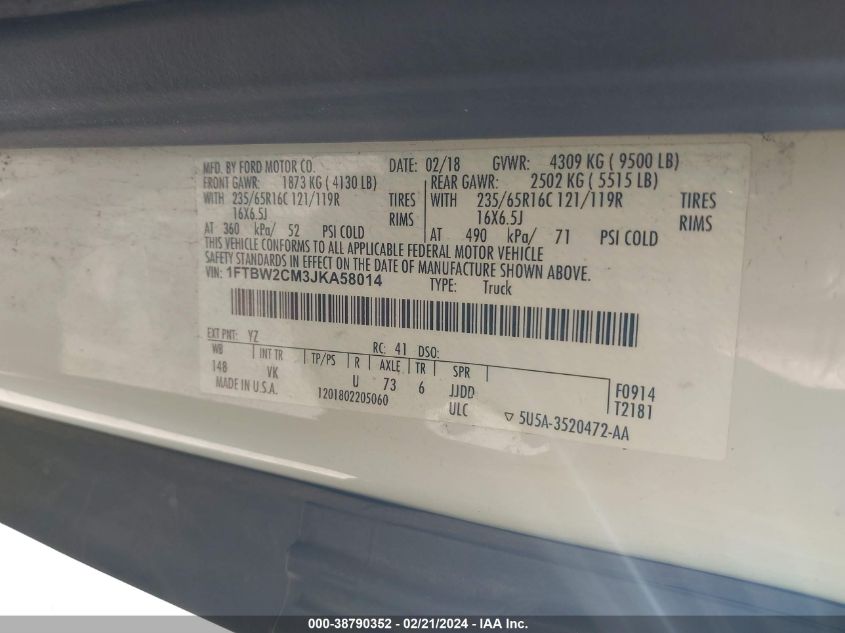 MFD. BY FORD MOTOR CO. DATE: 02/18 GVWR: 4309 KG ( 9500 LB)
FRONT GAWR: 1873 KG ( 4130 LB) REAR GAWR: 2502 KG ( 5515 LB)
WITH 235/65R16C 121/119R TIRES WITH 235/65R16C 121/119R TIRES
16X6.5J RIMS 16X6.5J RIMS
AT 360 kPa/ 52 PSI COLD AT 490 kPa/ 71 PSI COLD
THIS VEHICLE CONFORMS TO ALL APPLICABLE FEDERAL MOTOR VEHICLE
SAFETY STANDARDS IN EFFECT ON THE DATE OF MANUFACTURE SHOWN ABOVE.
VIN: 1FTBW2CM3JKA58014 TYPE: Truck
EXT PNT: YZ RC: 41 DSO:
WB INT TR TP/PS R AXLE TR SPR
148 VK U 73 6 JJDD F0914
MADE IN U.S.A. 1201802205060 ULC T2181
5U5A-3520472-AA
000-38790352 - 02/21/2024 - IAA Inc.